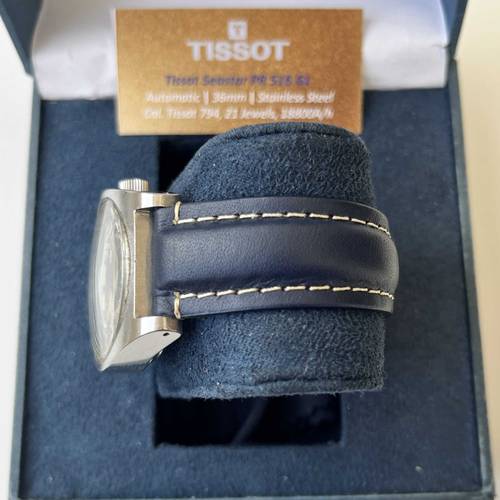 T
TISSOT
Tissot Seastar PR 516 GL
Automatic | 36mm | Stainless Steel
Cal. Tissot 794, 21 Jewels, 18800A/h